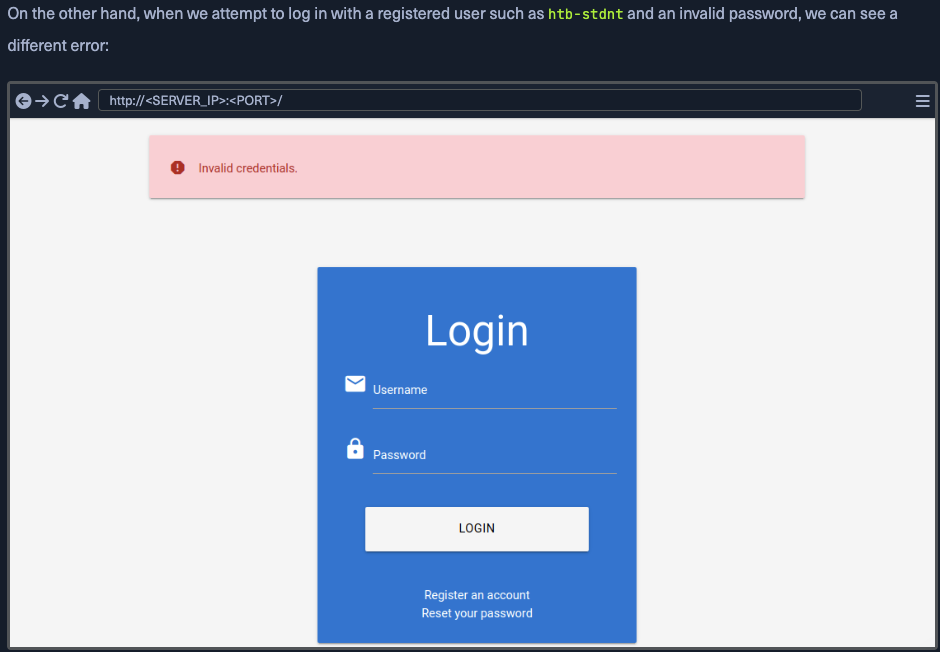 On the other hand, when we attempt to log in with a registered user such as htb-stdnt and an invalid password, we can see a
different error:
http://<SERVER_IP>:<PORT>/
Invalid credentials.
Login
Username
Password
LOGIN
Register an account
Reset your password